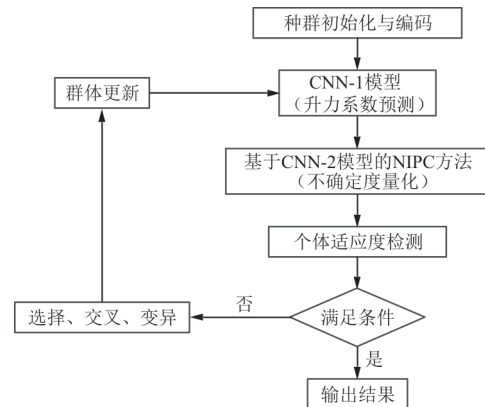 种群初始化与编码
CNN-1模型
（升力系数预测）
群体更新
基于CNN-2模型的NIPC方法
（不确定度量化）
个体适应度检测
满足条件
否
选择、交叉、变异
是
输出结果